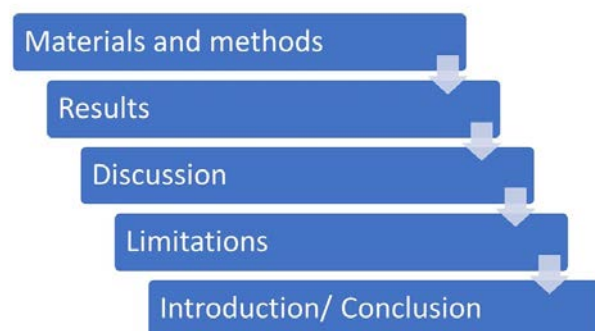 Materials and methods
Results
Discussion
Limitations
Introduction/ Conclusion